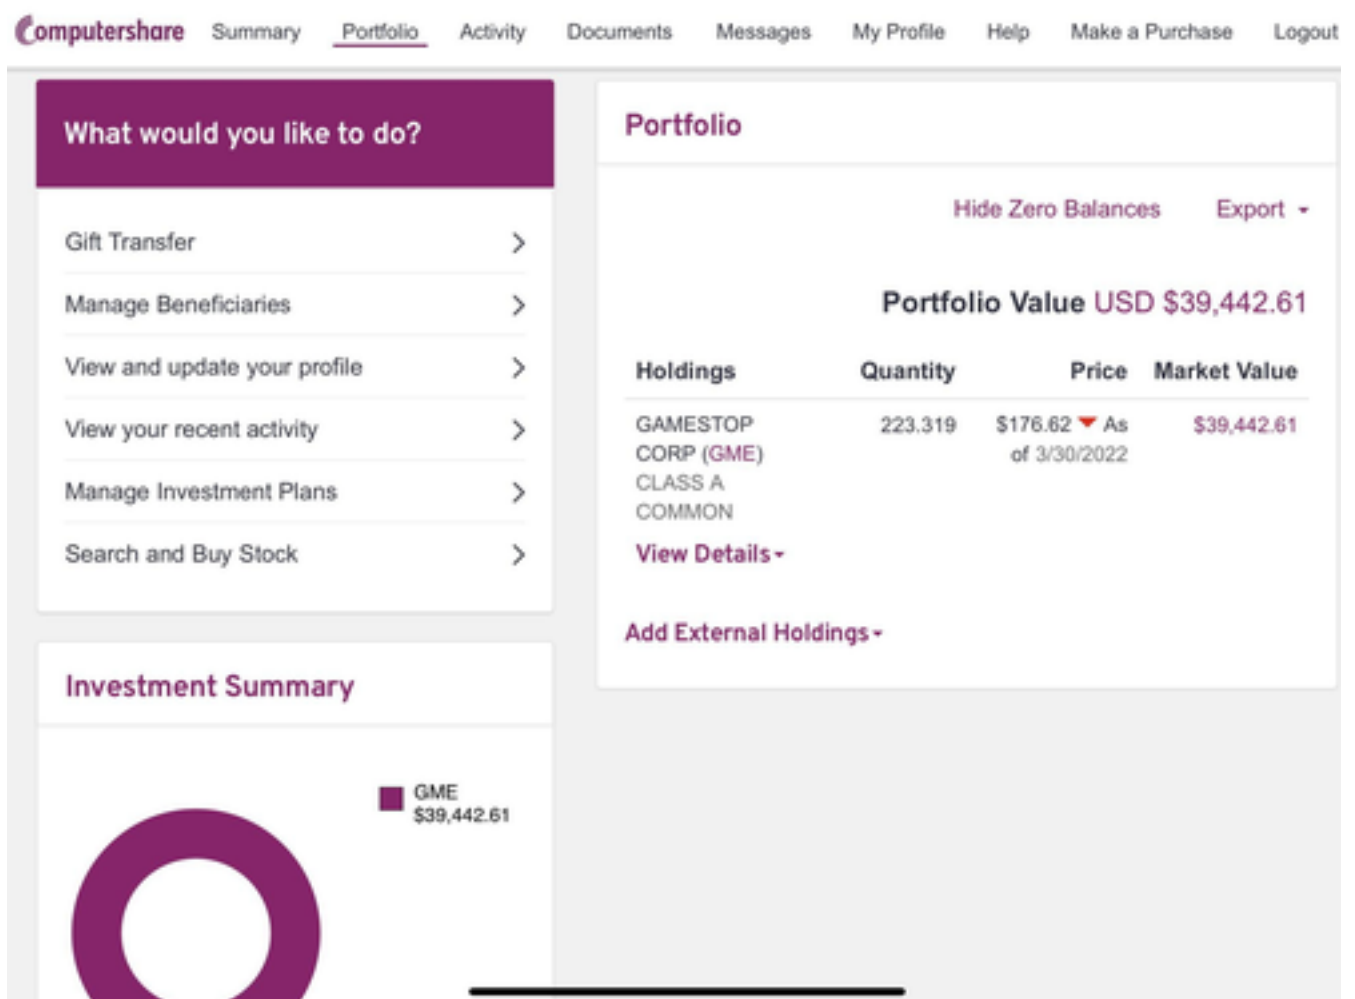 Computershare Summary Portfolio Activity Documents Messages My Profile Help Make a Purchase Logout
What would you like to do?
Gift Transfer
Manage Beneficiaries
View and update your profile
View your recent activity
Manage Investment Plans
Search and Buy Stock
Investment Summary
GME
$39,442.61
Portfolio
Hide Zero Balances Export
Portfolio Value USD $39,442.61
Holdings Quantity Price Market Value
GAMESTOP 223.319 $176.62 As $39,442.61
CORP (GME) of 3/30/2022
CLASS A
COMMON
View Details
Add External Holdings